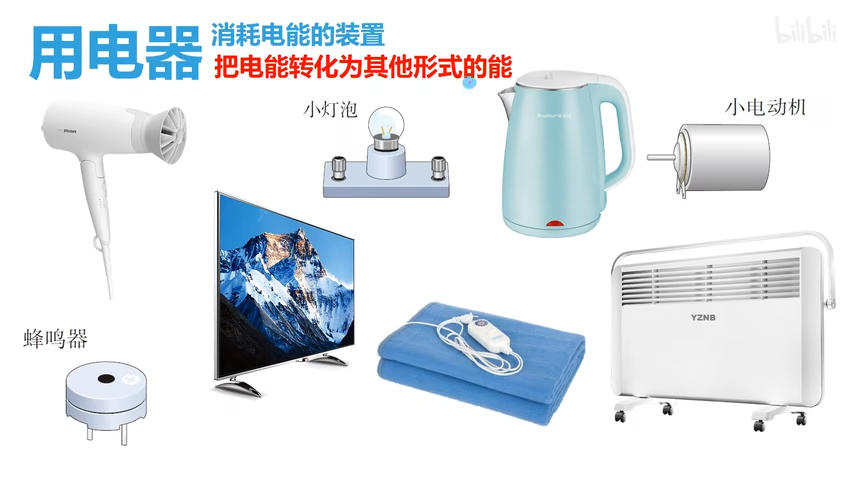 用电器
消耗电能的装置
把电能转化为其他形式的能
bilibili
小灯泡
小电动机
蜂鸣器
YZNB